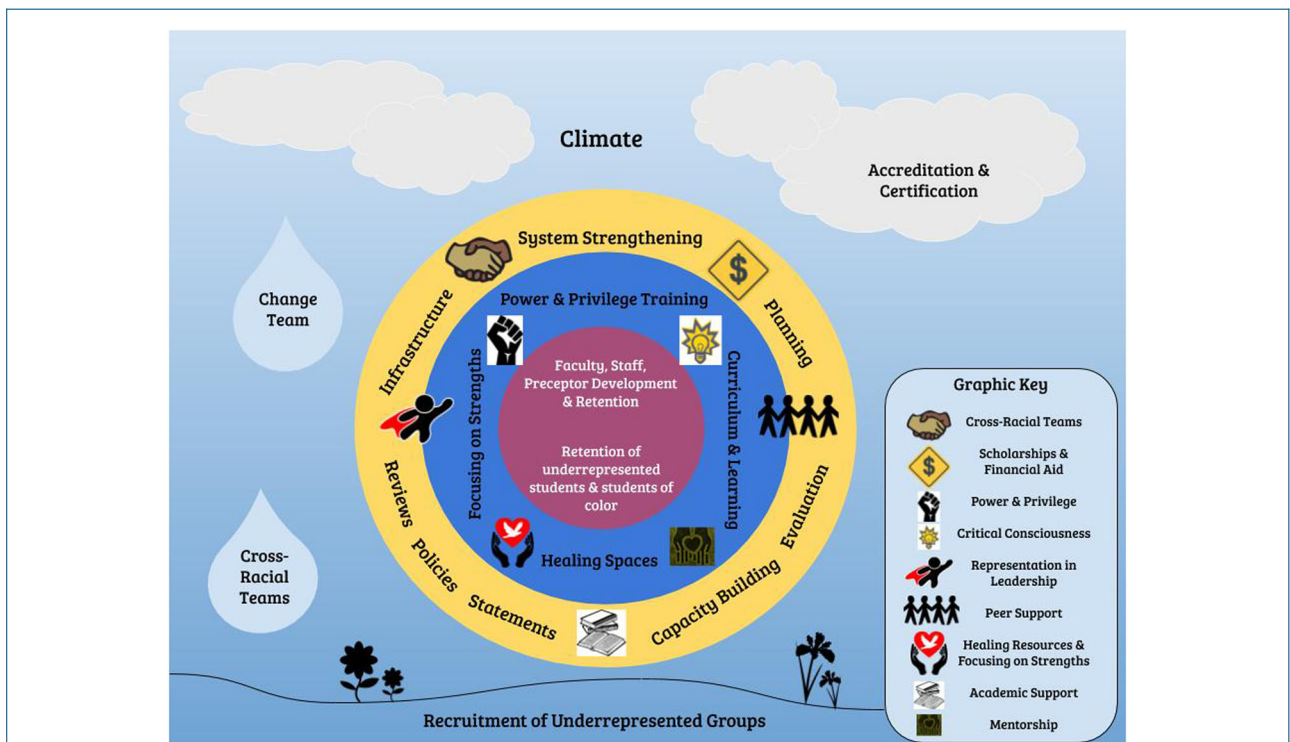 Climate
Accreditation &
Certification
Change
Team
Cross-
Racial
Teams
System Strengthening
Planning
Evaluation
Capacity Building
Statements
Policies
Reviews
Infrastructure
Power & Privilege Training
Curriculum & Learning
Healing Spaces
Focusing on Strengths
Faculty, Staff,
Preceptor Development
& Retention
Retention of
underrepresented
students & students of
color
$
Recruitment of Underrepresented Groups
Graphic Key
Cross-Racial Teams
$
Scholarships &
Financial Aid
Power & Privilege
Critical Consciousness
Representation in
Leadership
Peer Support
Healing Resources &
Focusing on Strengths
Academic Support
Mentorship